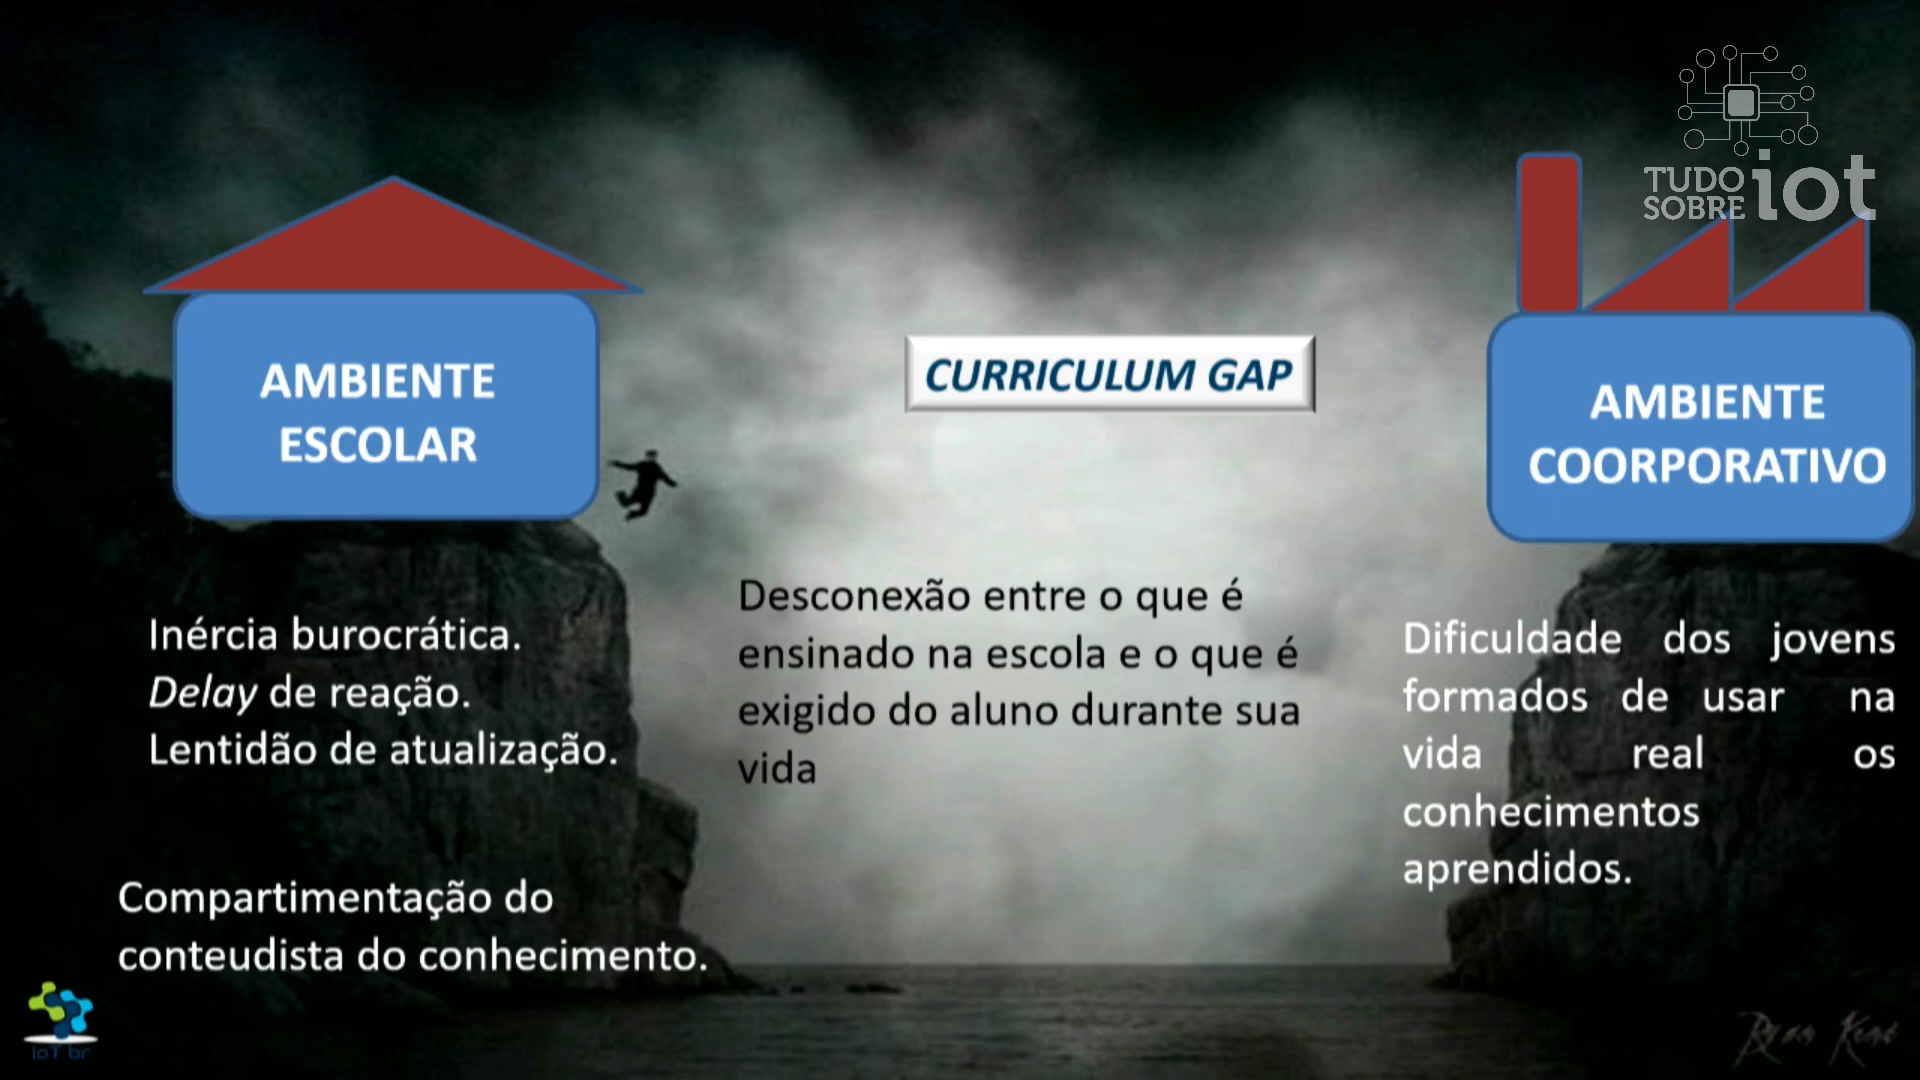 TUDO
SOBRE iot
AMBIENTE
ESCOLAR
CURRICULUM GAP
AMBIENTE
COORPORATIVO
Inércia burocrática.
Delay de reação.
Lentidão de atualização.
Compartimentação do
conteudista do conhecimento.
Desconexão entre o que é
ensinado na escola e o que é
exigido do aluno durante sua
vida
Dificuldade dos jovens
formados de usar na
vida real os
conhecimentos
aprendidos.
IoT br